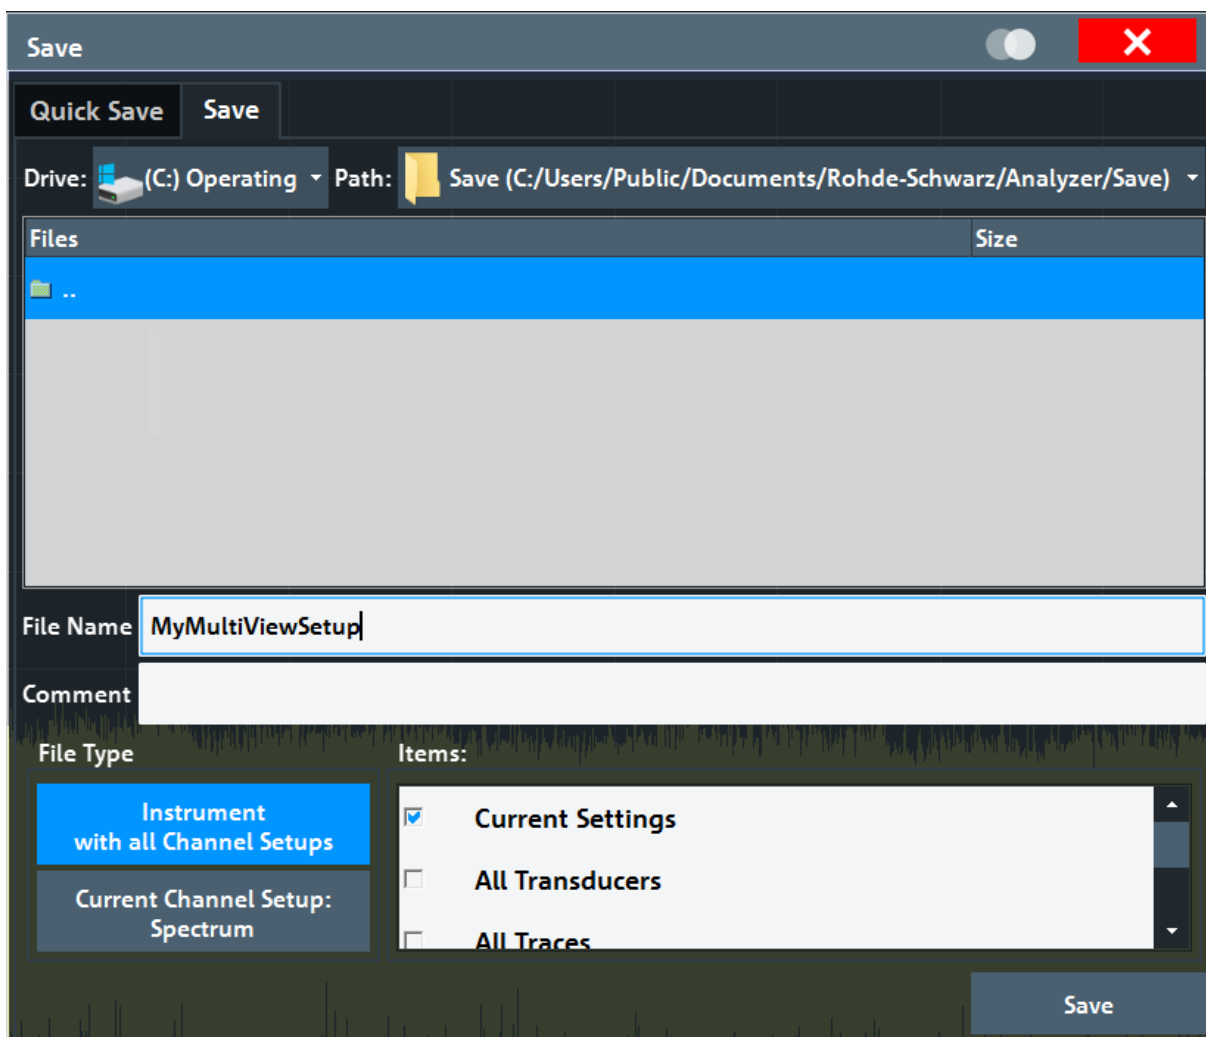 Save
Quick Save Save
Drive: (C:) Operating Path: Save (C:/Users/Public/Documents/Rohde-Schwarz/Analyzer/Save)
Files Size
..
File Name MyMultiViewSetup
Comment
File Type Items:
Instrument
with all Channel Setups
Current Channel Setup:
Spectrum
Current Settings
All Transducers
All Traces
Save